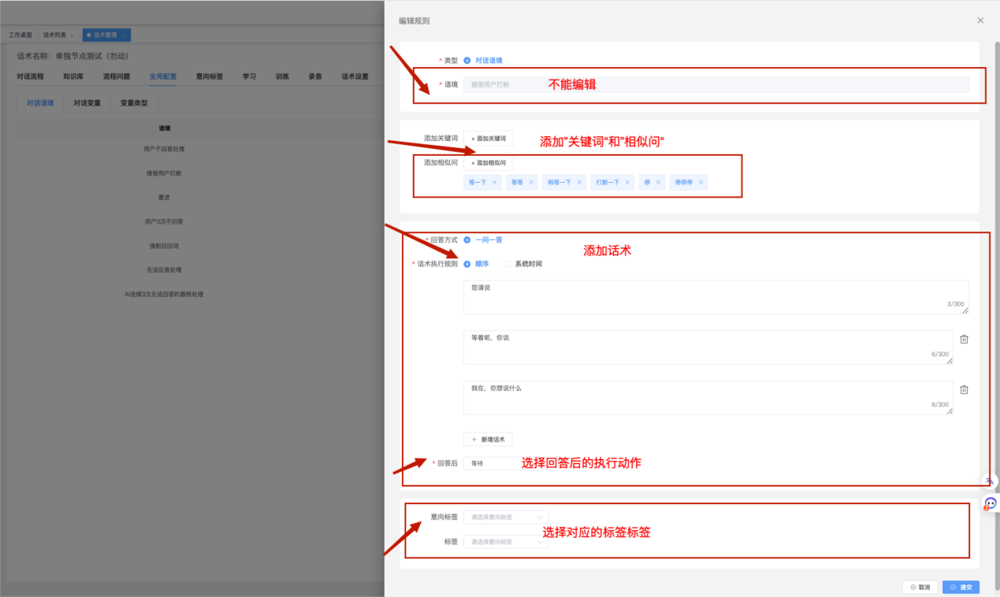 编辑规则
工作桌面 话术列表 × 话术管理 ×
话术名称：单独节点测试（勿动）
对话流程 知识库 流程问题 全局配置 意向标签 学习 训练 录音 话术设置
对话语境 对话变量 变量类型
语境
用户不回答处理
接受用户打断
重述
用户3次不回答
强制召回词
无法应答处理
AI连续3次无法回答的最终处理
* 类型 对话语境
* 语境 接受用户打断 不能编辑
添加关键词 + 添加关键词
添加"关键词“和"相似问“
添加相似问 + 添加相似问
等一下 × 等等 × 稍等一下 × 打断一下 × 停 × 停停停 ×
* 回答方式 一问一答
添加话术
* 话术执行规则 顺序 系统时间
您请说
3/300
等着呢，你说
6/300
我在，你想说什么
8/300
+ 新增话术
* 回答后 等待 选择回答后的执行动作
意向标签 请选择意向标签
选择对应的标签标签
标签 请选择意向标签
取消 提交